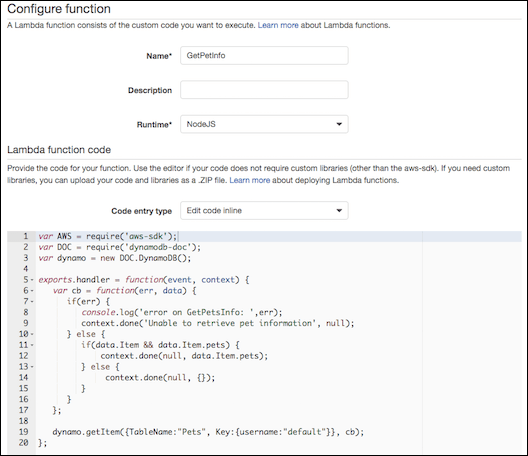 Configure function
A Lambda function consists of the custom code you want to execute. Learn more about Lambda functions.
Name* GetPetInfo
Description
Runtime* NodeJS
Lambda function code
Provide the code for your function. Use the editor if your code does not require custom libraries (other than the aws-sdk). If you need custom
libraries, you can upload your code and libraries as a .ZIP file. Learn more about deploying Lambda functions.
Code entry type Edit code inline
1 var AWS = require('aws-sdk');
2 var DOC = require('dynamodb-doc');
3 var dynamo = new DOC.DynamoDB();
4
5 exports.handler = function(event, context) {
6 var cb = function(err, data) {
7 if(err) {
8 console.log('error on GetPetsInfo: ',err);
9 context.done('Unable to retrieve pet information', null);
10 } else {
11 if(data.Item && data.Item.pets) {
12 context.done(null, data.Item.pets);
13 } else {
14 context.done(null, {});
15 }
16 }
17 };
18
19 dynamo.getItem({TableName:"Pets", Key:{username:"default"}}, cb);
20 };